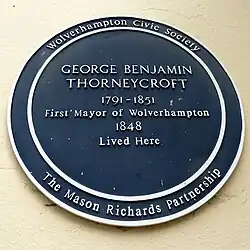 Wolverhampton Civic Society
GEORGE BENJAMIN
THORNEYCROFT
1791-1851
First Mayor of Wolverhampton
1848
Lived Here
The Mason Richards Partnership